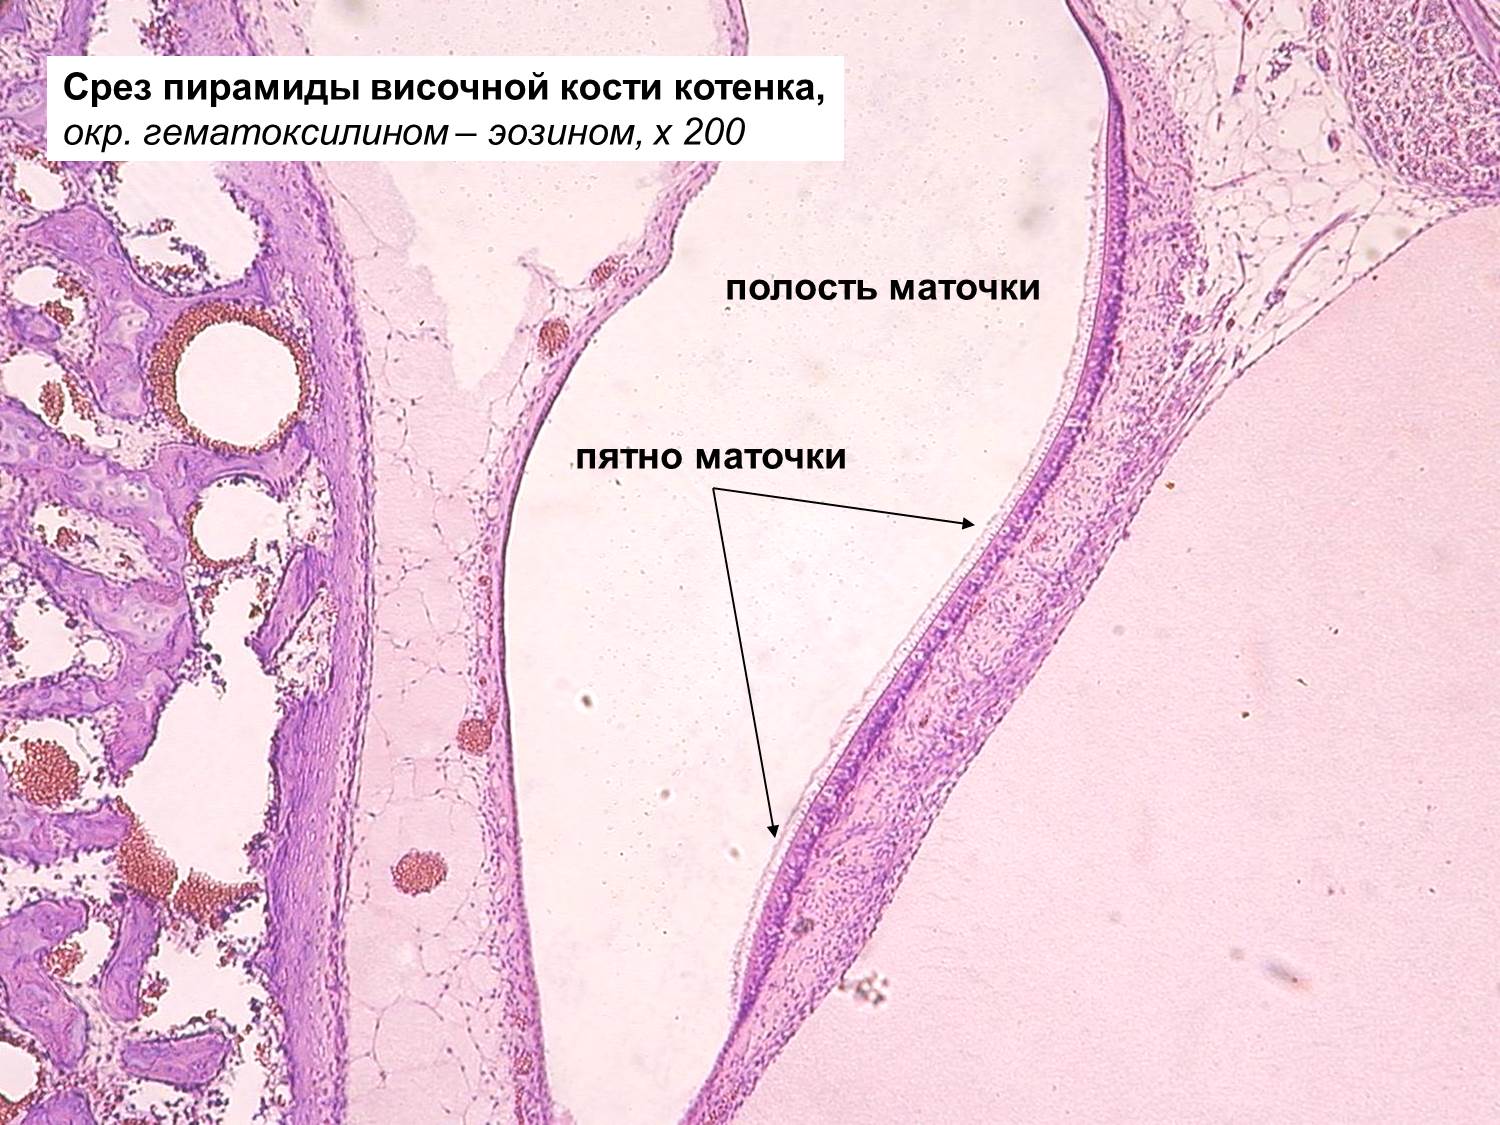 Срез пирамиды височной кости котенка,
окр. гематоксилином – эозином, х 200
полость маточки
пятно маточки